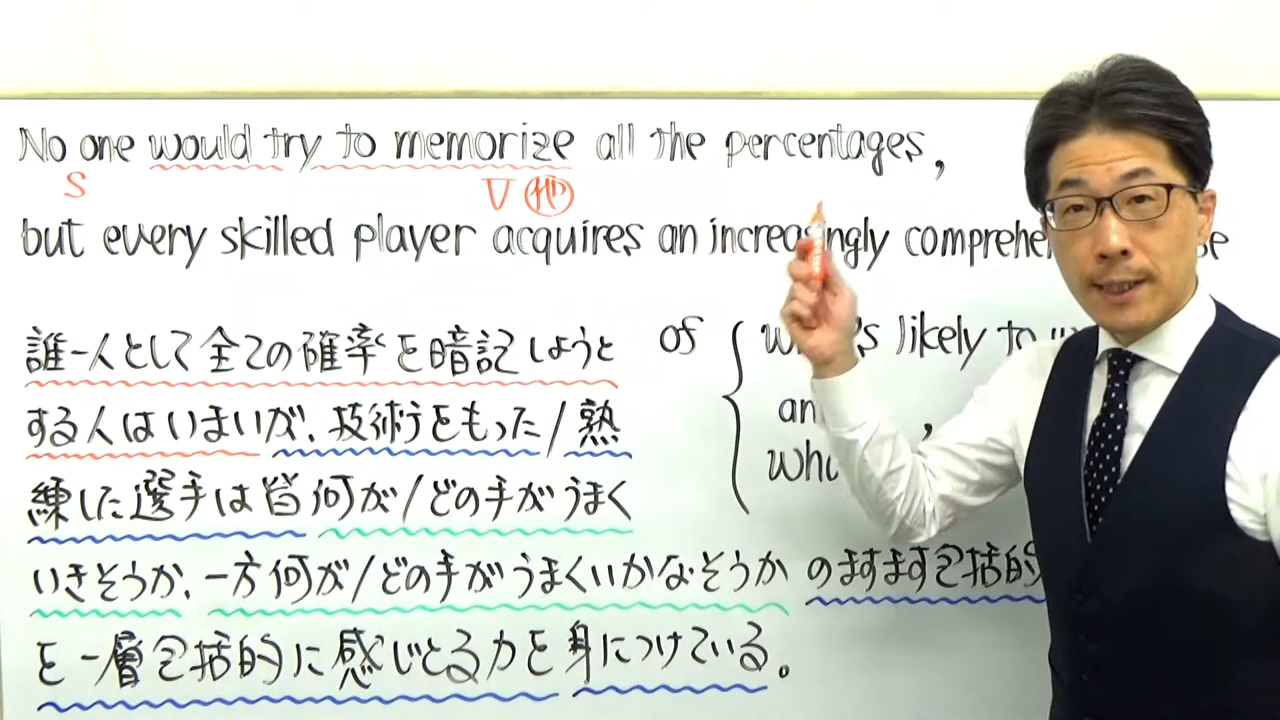 No one would try to memorize all the percentages,
S V 他
but every skilled player acquires an increasingly
of { likely to
誰一人として全ての確率を暗記しようと
する人はいまいが、技術をもった/熟
練した選手は皆何が/どの手がうまく
いきそうか、一方何が/どの手がうまくいかなそうか のますます包括的
を一層包括的に感じとる力を身につけている。